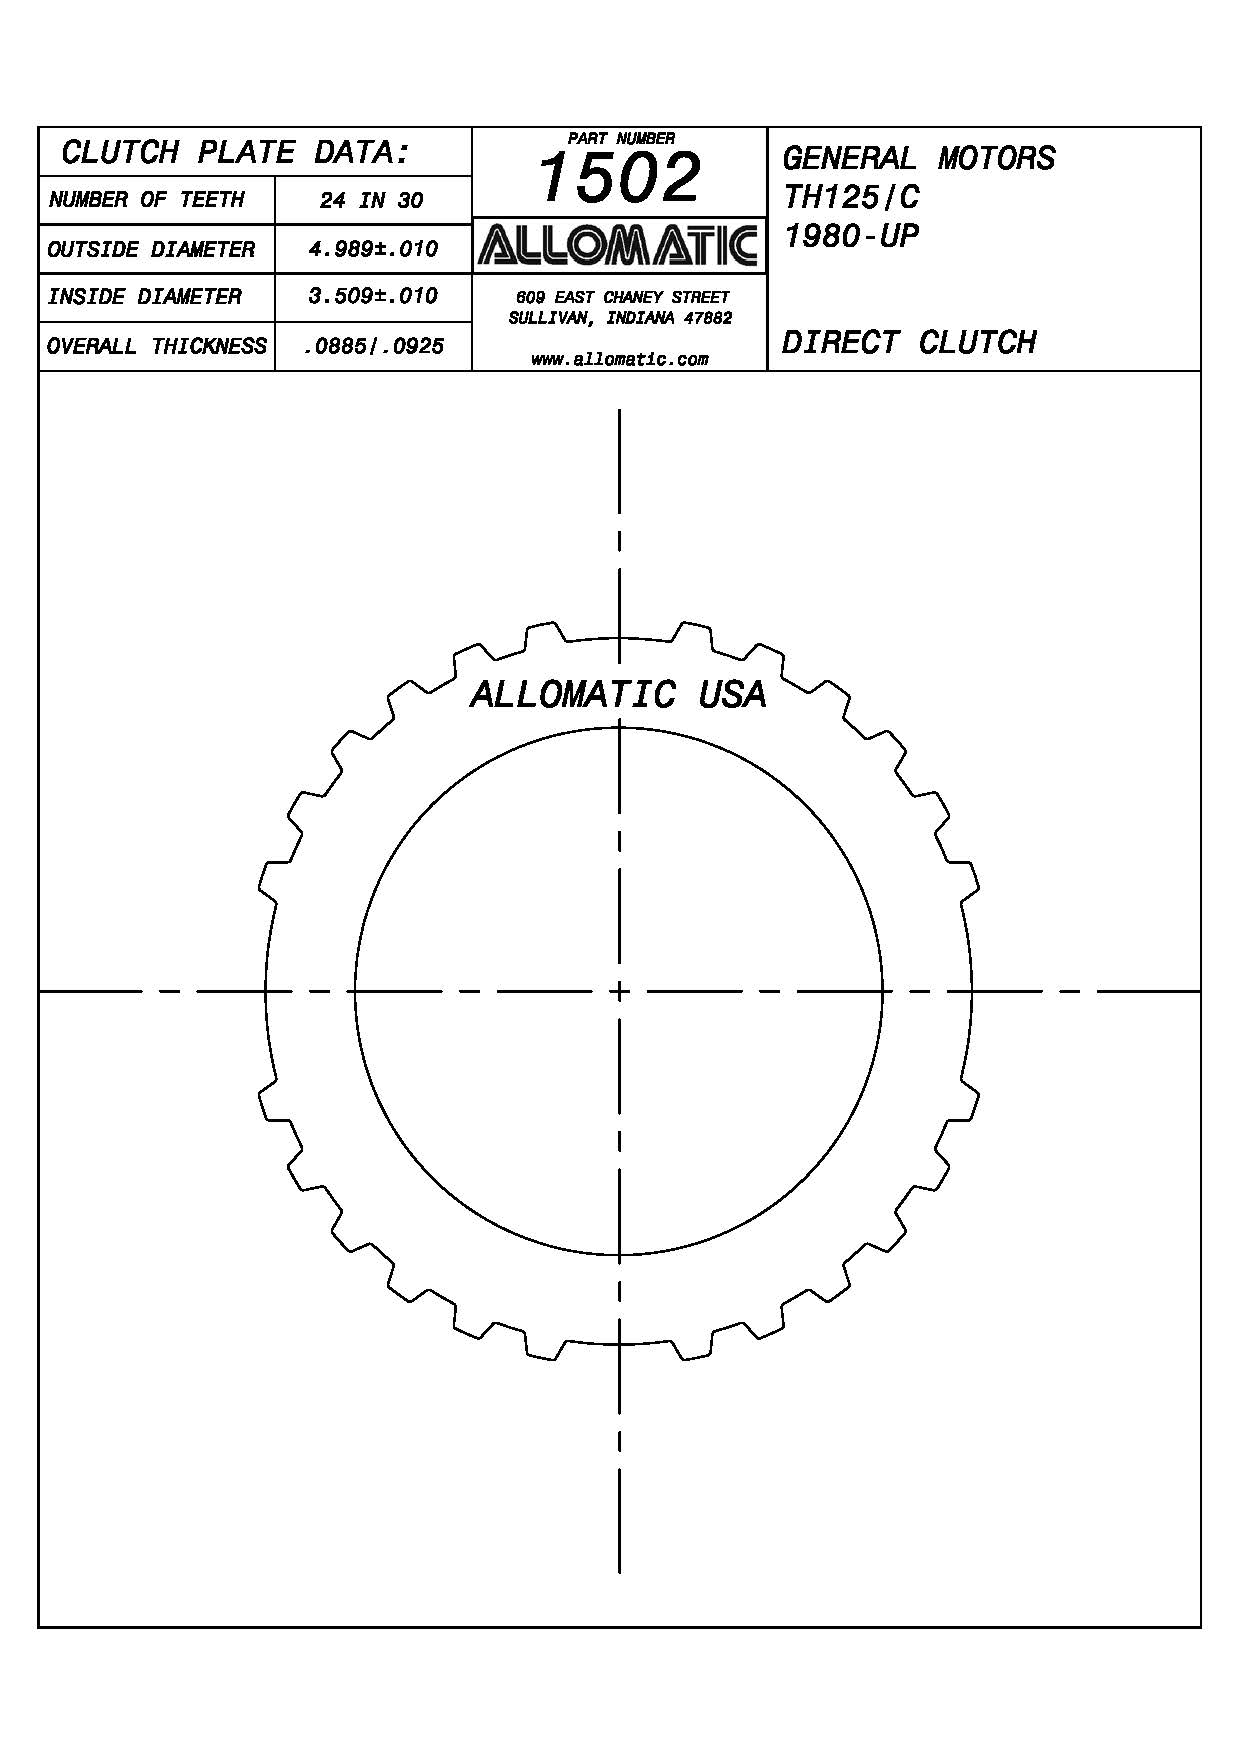 CLUTCH PLATE DATA:
NUMBER OF TEETH 24 IN 30
OUTSIDE DIAMETER 4.989±.010
INSIDE DIAMETER 3.509±.010
OVERALL THICKNESS .0885/.0925
PART NUMBER
1502
ALLOMATIC
609 EAST CHANEY STREET
SULLIVAN, INDIANA 47882
www.allomatic.com
GENERAL MOTORS
TH125/C
1980-UP
DIRECT CLUTCH
ALLOMATIC USA